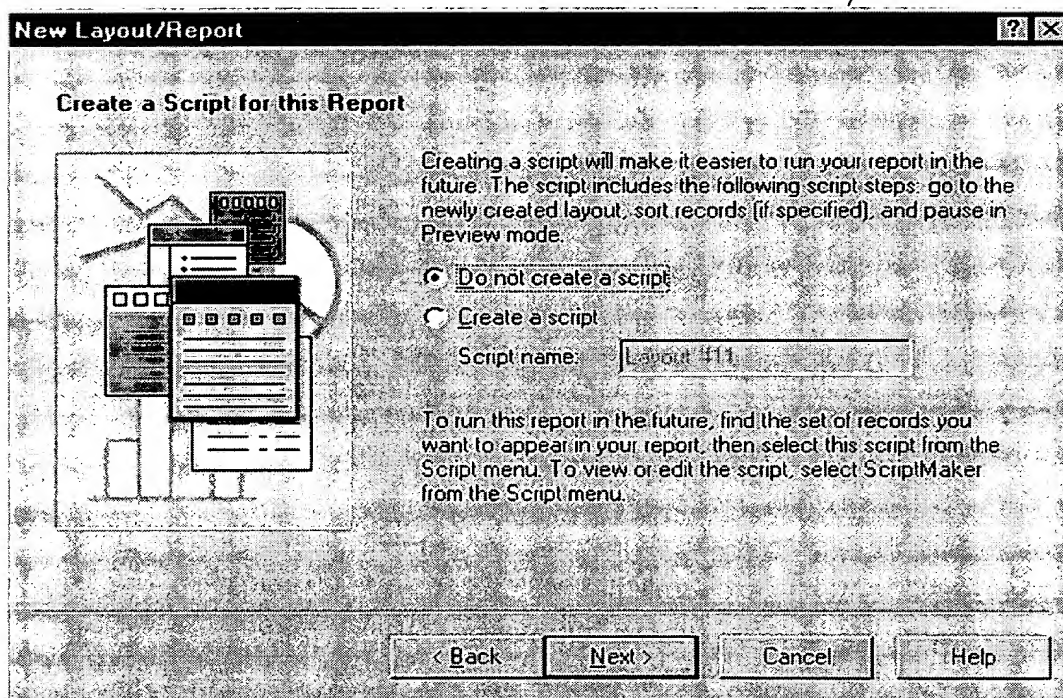 New Layout/Report
Create a Script for this Report
Creating a script will make it easier to run your report in the
future. The script includes the following script steps: go to the
newly created layout, sort records (if specified), and pause in
Preview mode.
Do not create a script
Create a script
Script name: Layout #11
To run this report in the future, find the set of records you
want to appear in your report, then select this script from the
Script menu. To view or edit the script, select ScriptMaker
from the Script menu.
< Back Next > Cancel Help